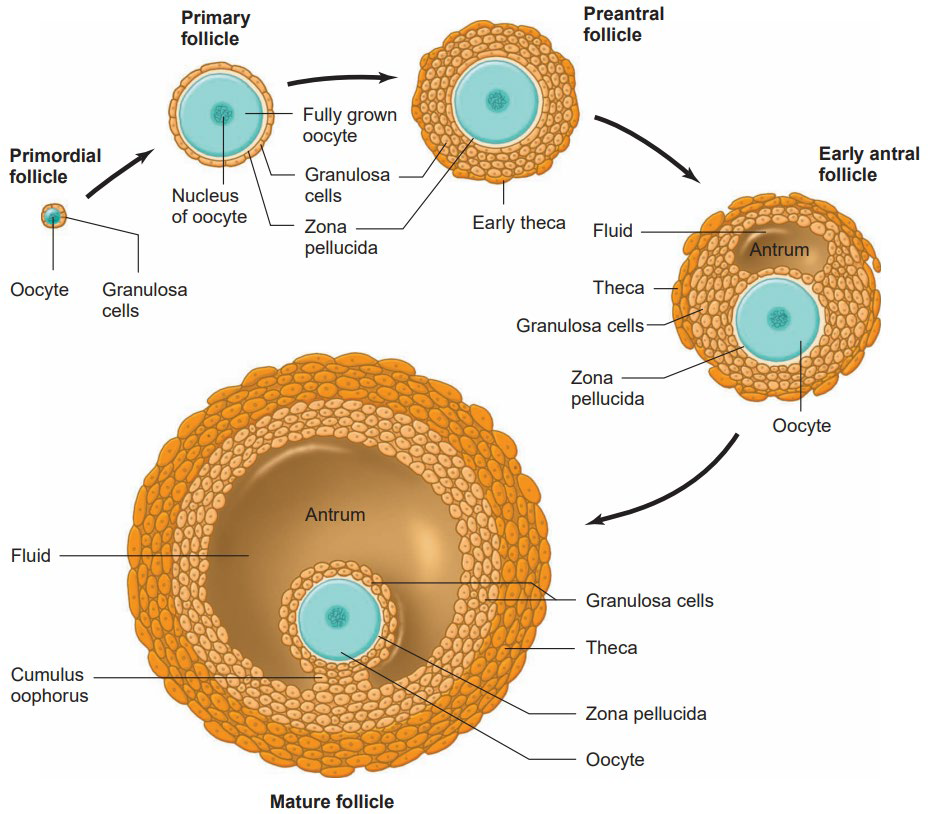 Primary
follicle
Preantral
follicle
Fully grown
oocyte
Primordial
follicle
Early antral
follicle
Granulosa
cells
Nucleus
of oocyte
Zona
pellucida
Early theca
Fluid
Antrum
Oocyte
Granulosa
cells
Theca
Granulosa cells
Zona
pellucida
Oocyte
Antrum
Fluid
Granulosa cells
Theca
Cumulus
oophorus
Zona pellucida
Oocyte
Mature follicle